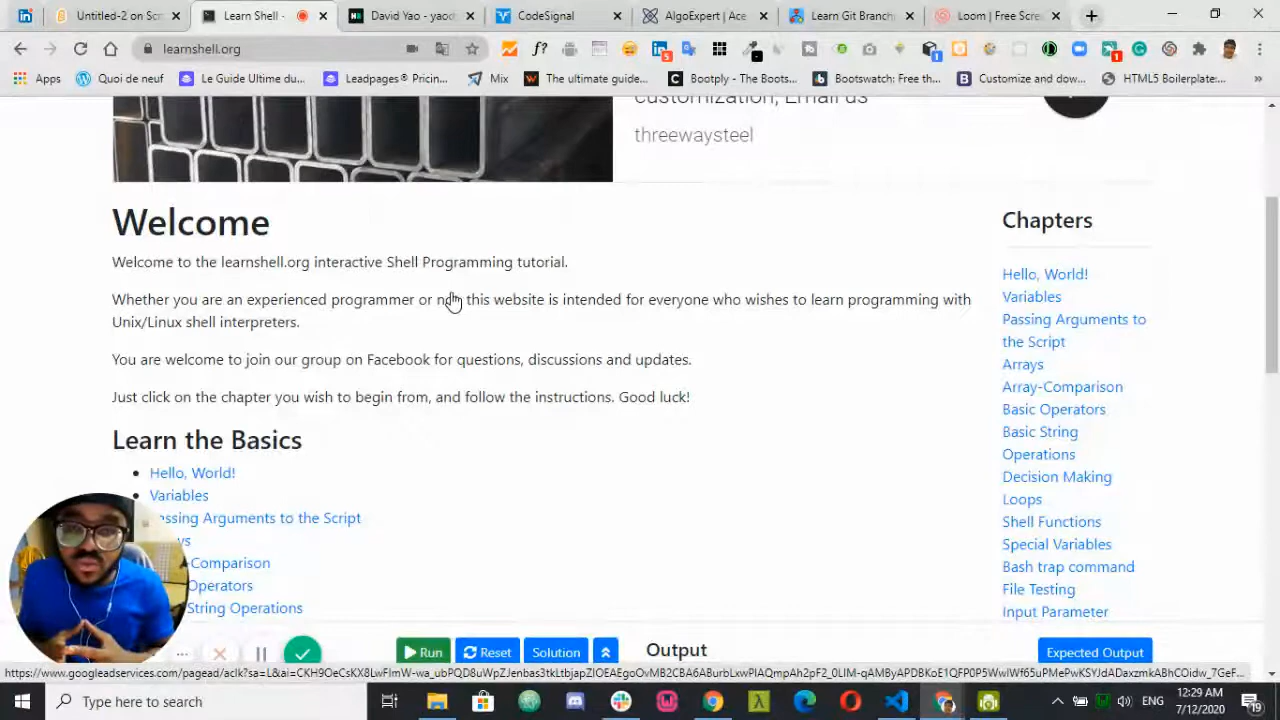 Untitled-2 on Scr
Learn Shell -
David Yao - yaod
CodeSignal
AlgoExpert | Ace
Learn Git Branchi
Loom | Free Scre
learnshell.org
5
1
1
Apps
Quoi de neuf
Le Guide Ultime du...
Leadpages® Pricin...
Mix
The ultimate guide...
Bootply - The Boots...
Bootswatch: Free th...
Customize and dow...
HTML5 Boilerplate:...
customization, Email us
threewaysteel
Welcome
Welcome to the learnshell.org interactive Shell Programming tutorial.
Whether you are an experienced programmer or not this website is intended for everyone who wishes to learn programming with
Unix/Linux shell interpreters.
You are welcome to join our group on Facebook for questions, discussions and updates.
Just click on the chapter you wish to begin from, and follow the instructions. Good luck!
Learn the Basics
Hello, World!
Variables
Passing Arguments to the Script
ys
-Comparison
Operators
String Operations
Chapters
Hello, World!
Variables
Passing Arguments to
the Script
Arrays
Array-Comparison
Basic Operators
Basic String
Operations
Decision Making
Loops
Shell Functions
Special Variables
Bash trap command
File Testing
Input Parameter
Run
Reset
Solution
Output
Expected Output
Type here to search
ENG
12:29 AM
7/12/2020
19